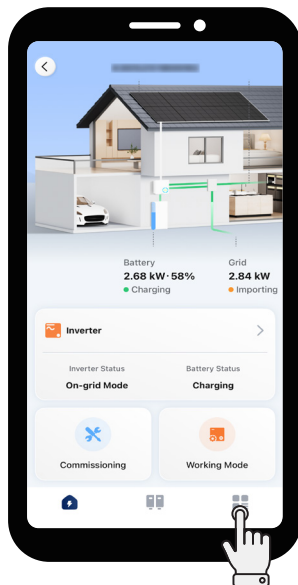 Battery Grid
2.68 kW·58% 2.84 kW
Charging Importing
Inverter
Inverter Status Battery Status
On-grid Mode Charging
Commissioning Working Mode